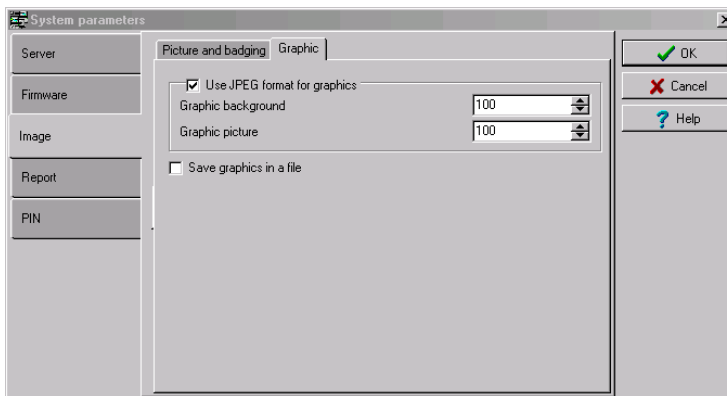 System parameters
Server
Firmware
Image
Report
PIN
Picture and badging
Graphic
Use JPEG format for graphics
Graphic background 100
Graphic picture 100
Save graphics in a file
OK
Cancel
Help